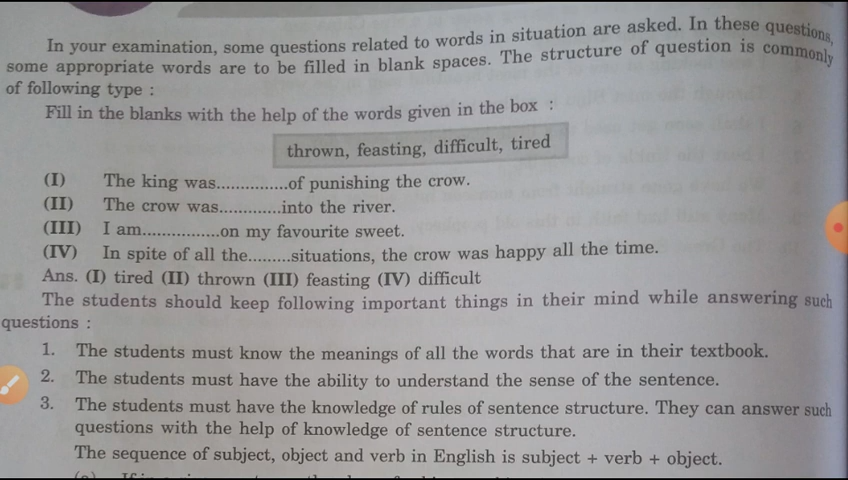 In your examination, some questions related to words in situation are asked. In these questions,
some appropriate words are to be filled in blank spaces. The structure of question is commonly
of following type :
Fill in the blanks with the help of the words given in the box :
thrown, feasting, difficult, tired
(I) The king was..............of punishing the crow.
(II) The crow was............into the river.
(III) I am...............on my favourite sweet.
(IV) In spite of all the.........situations, the crow was happy all the time.
Ans. (I) tired (II) thrown (III) feasting (IV) difficult
The students should keep following important things in their mind while answering such
questions :
1. The students must know the meanings of all the words that are in their textbook.
2. The students must have the ability to understand the sense of the sentence.
3. The students must have the knowledge of rules of sentence structure. They can answer such
questions with the help of knowledge of sentence structure.
The sequence of subject, object and verb in English is subject + verb + object.